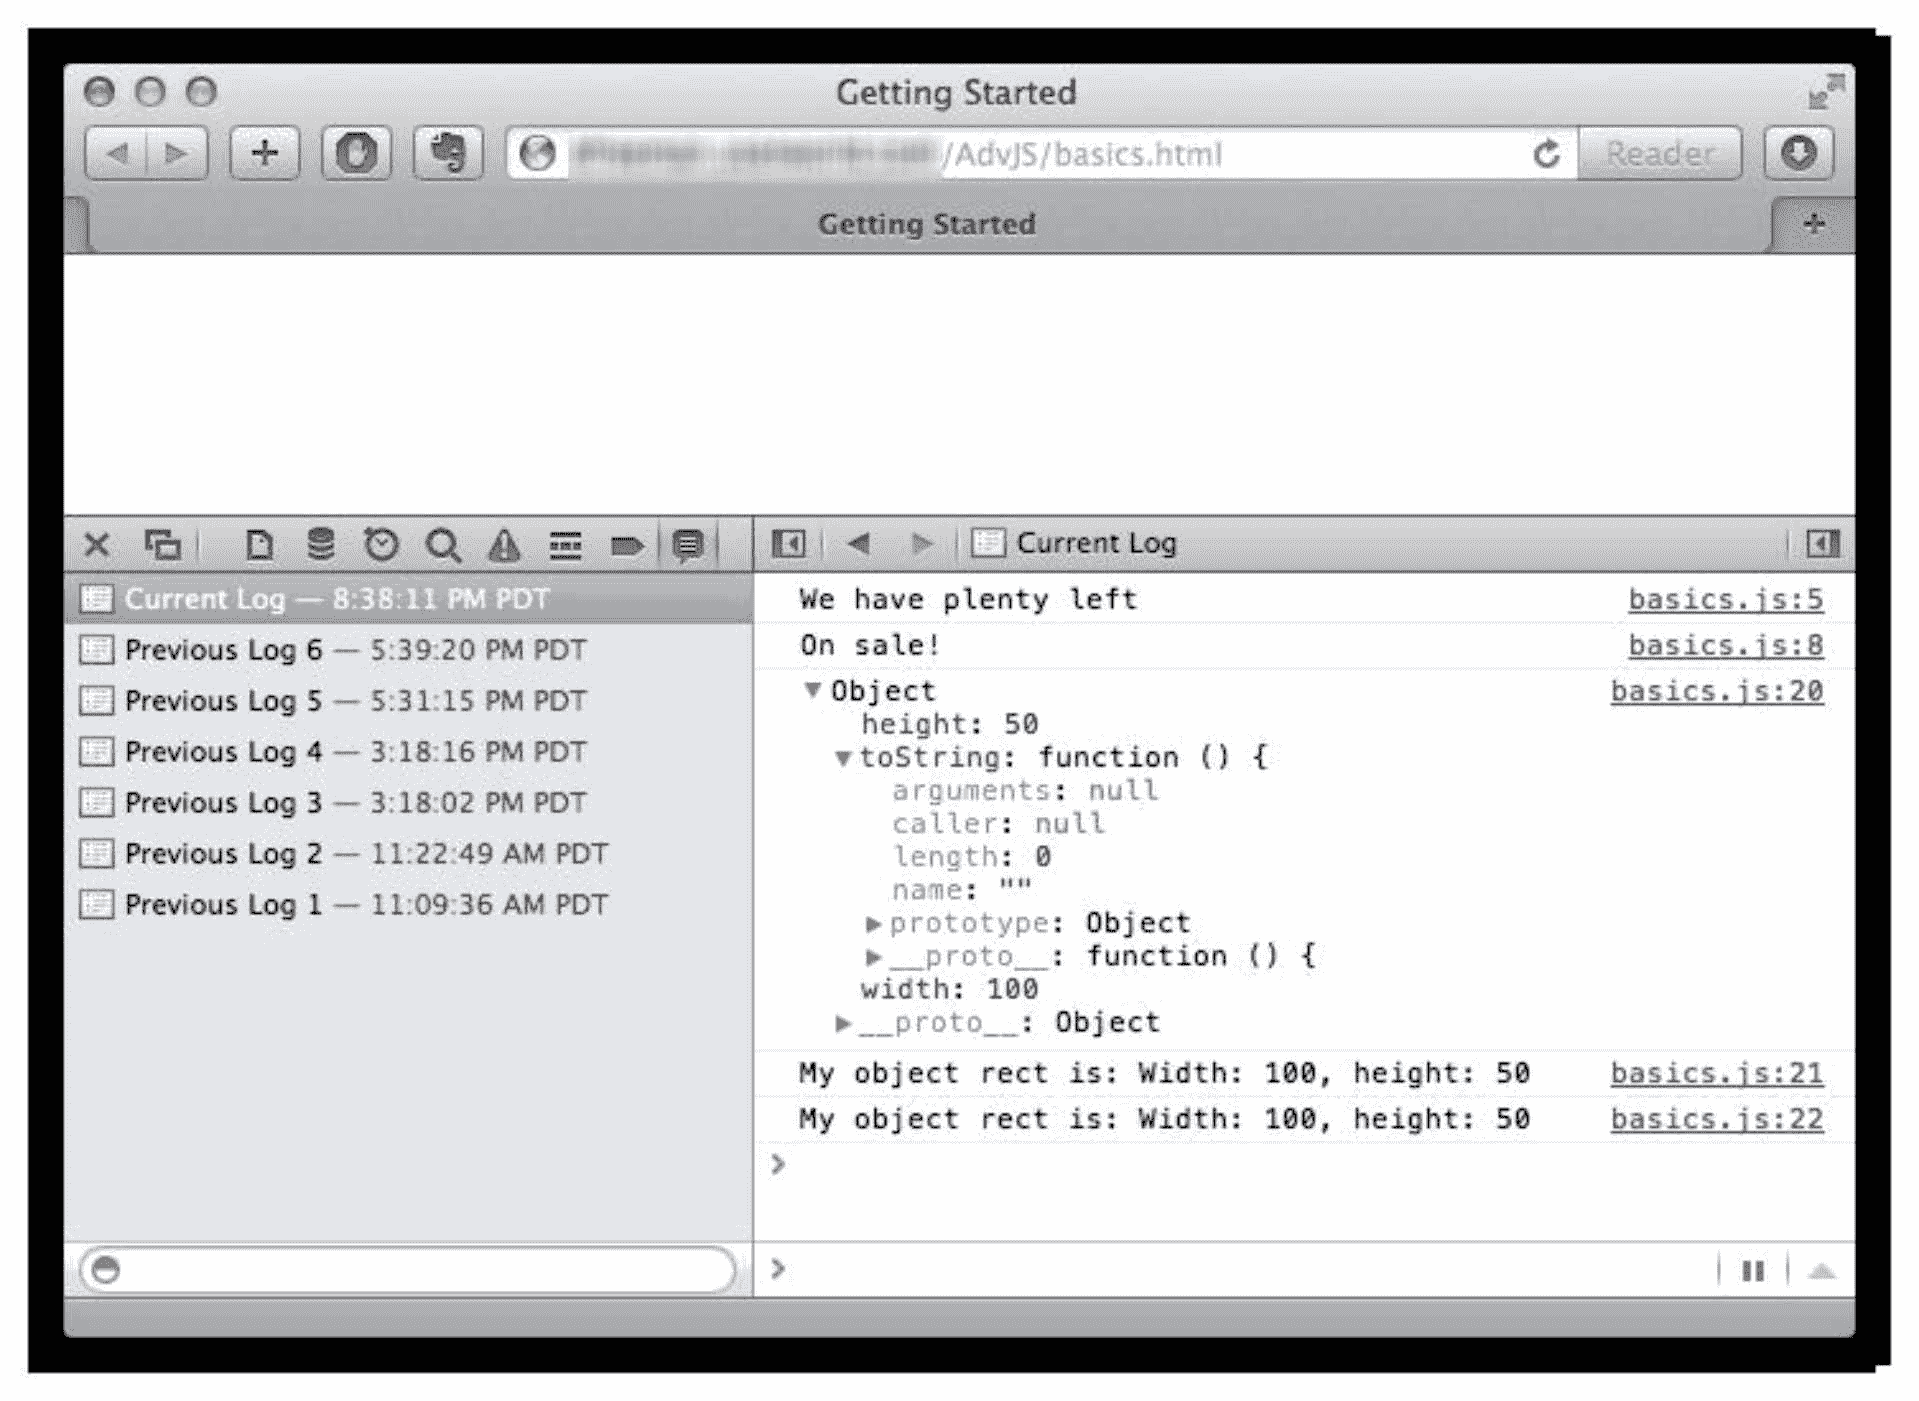 Getting Started
/AdvJS/basics.html
Reader
Getting Started
Current Log
Current Log — 8:38:11 PM PDT
Previous Log 6 — 5:39:20 PM PDT
Previous Log 5 — 5:31:15 PM PDT
Previous Log 4 — 3:18:16 PM PDT
Previous Log 3 — 3:18:02 PM PDT
Previous Log 2 — 11:22:49 AM PDT
Previous Log 1 — 11:09:36 AM PDT
We have plenty left basics.js:5
On sale! basics.js:8
Object basics.js:20
height: 50
toString: function () {
arguments: null
caller: null
length: 0
name: ""
prototype: Object
__proto__: function () {
width: 100
__proto__: Object
My object rect is: Width: 100, height: 50 basics.js:21
My object rect is: Width: 100, height: 50 basics.js:22